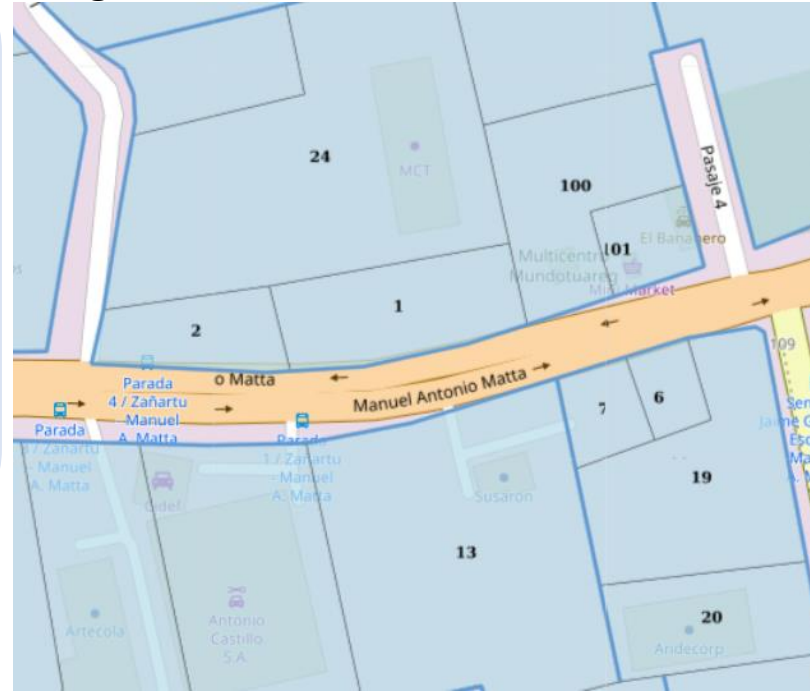 24
MCT
100
Pasaje 4
101
El Bananero
Multicentro
Mundotuareg
Mini Market
1
2
o Matta
Manuel Antonio Matta
109
Parada
4 / Zañartu
- Manuel
A. Matta
Parada
1 / Zañartu
- Manuel
A. Matta
Parada
/ Zañartu
- Manuel
A. Matta
7
6
19
Gidel
Susaron
13
Artecola
Antonio
Castillo
S.A.
20
Andecorp